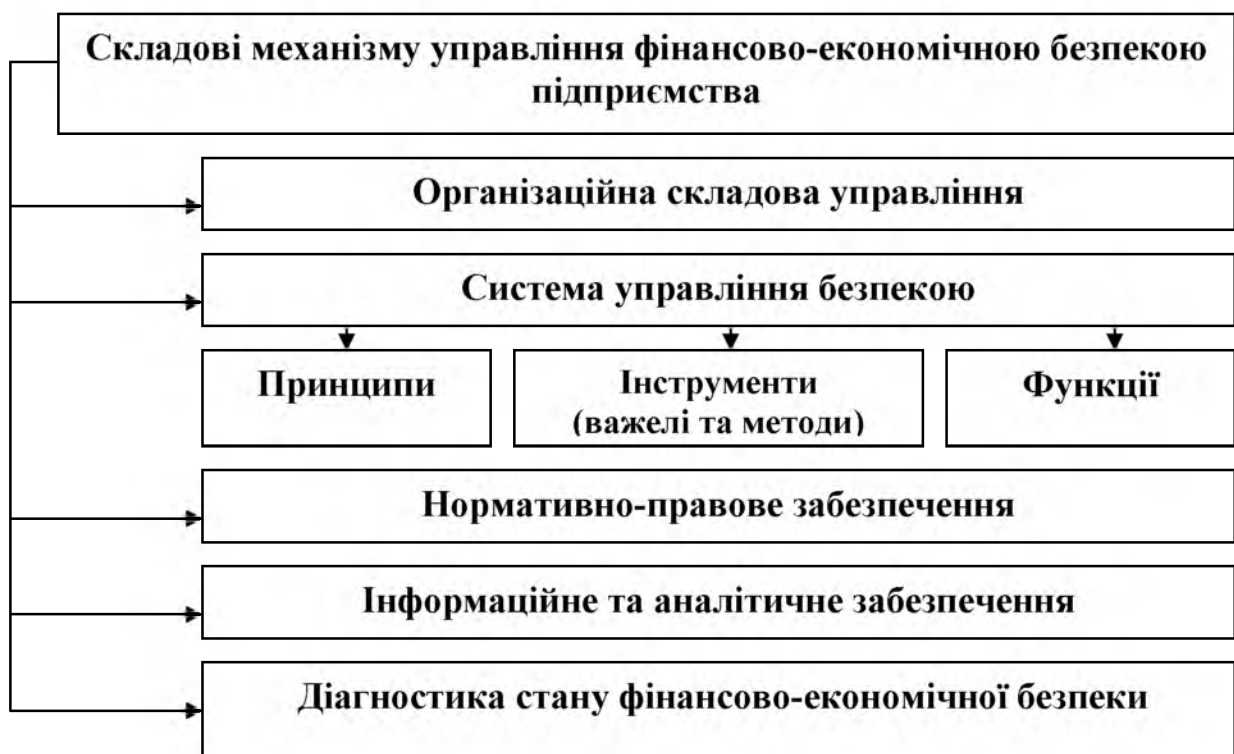 Складові механізму управління фінансово-економічною безпекою
підприємства
Організаційна складова управління
Система управління безпекою
Принципи
Інструменти
(важелі та методи)
Функції
Нормативно-правове забезпечення
Інформаційне та аналітичне забезпечення
Діагностика стану фінансово-економічної безпеки